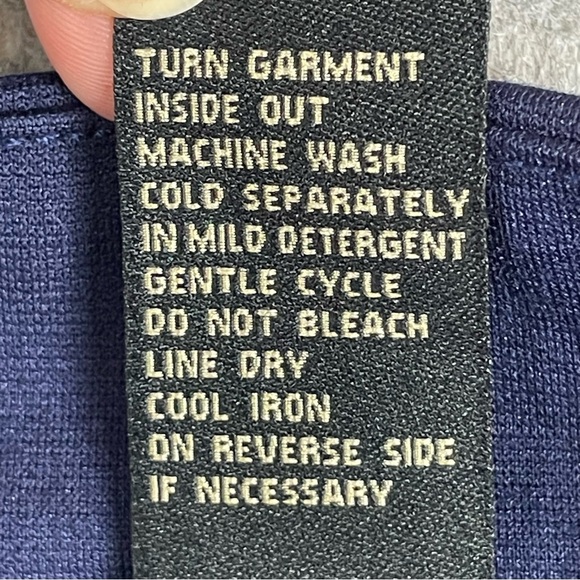 TURN GARMENT
INSIDE OUT
MACHINE WASH
COLD SEPARATELY
IN MILD DETERGENT
GENTLE CYCLE
DO NOT BLEACH
LINE DRY
COOL IRON
ON REVERSE SIDE
IF NECESSARY